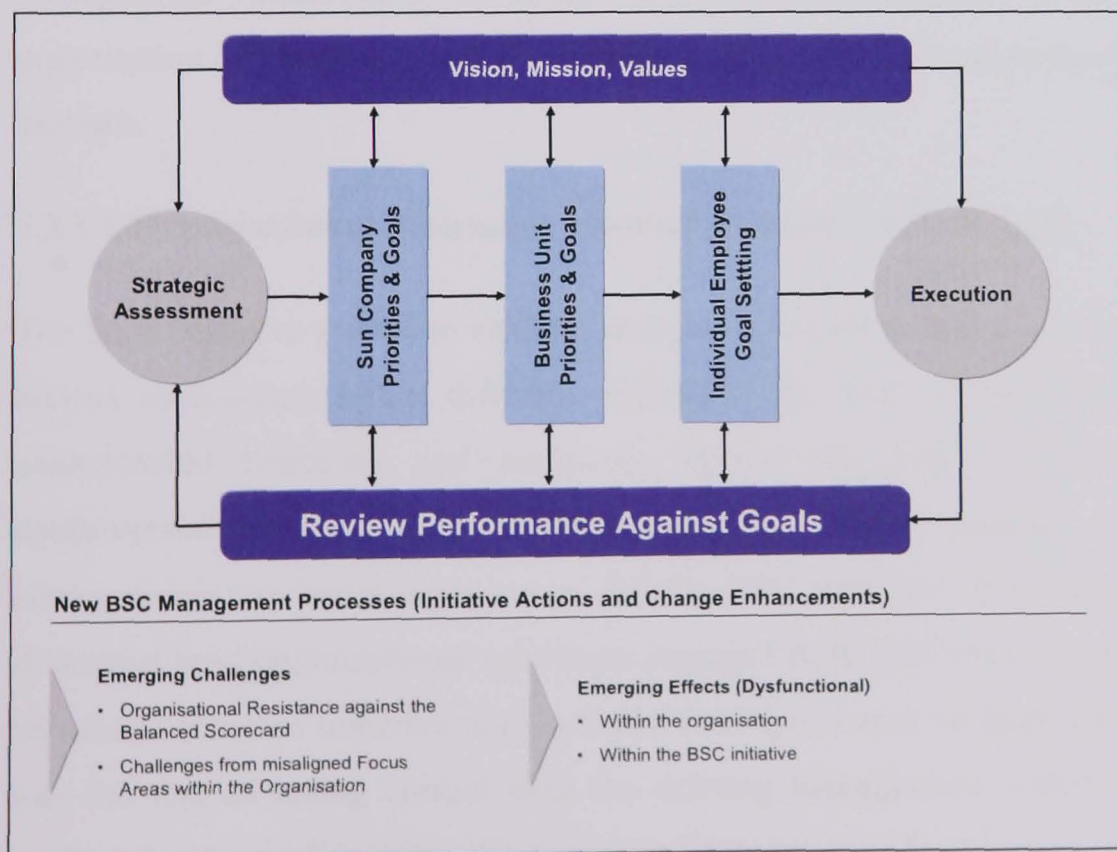 Vision, Mission, Values
Strategic
Assessment
Sun Company
Priorities & Goals
Business Unit
Priorities & Goals
Individual Employee
Goal Settting
Execution
Review Performance Against Goals
New BSC Management Processes (Initiative Actions and Change Enhancements)
Emerging Challenges
• Organisational Resistance against the
Balanced Scorecard
• Challenges from misaligned Focus
Areas within the Organisation
Emerging Effects (Dysfunctional)
• Within the organisation
• Within the BSC initiative